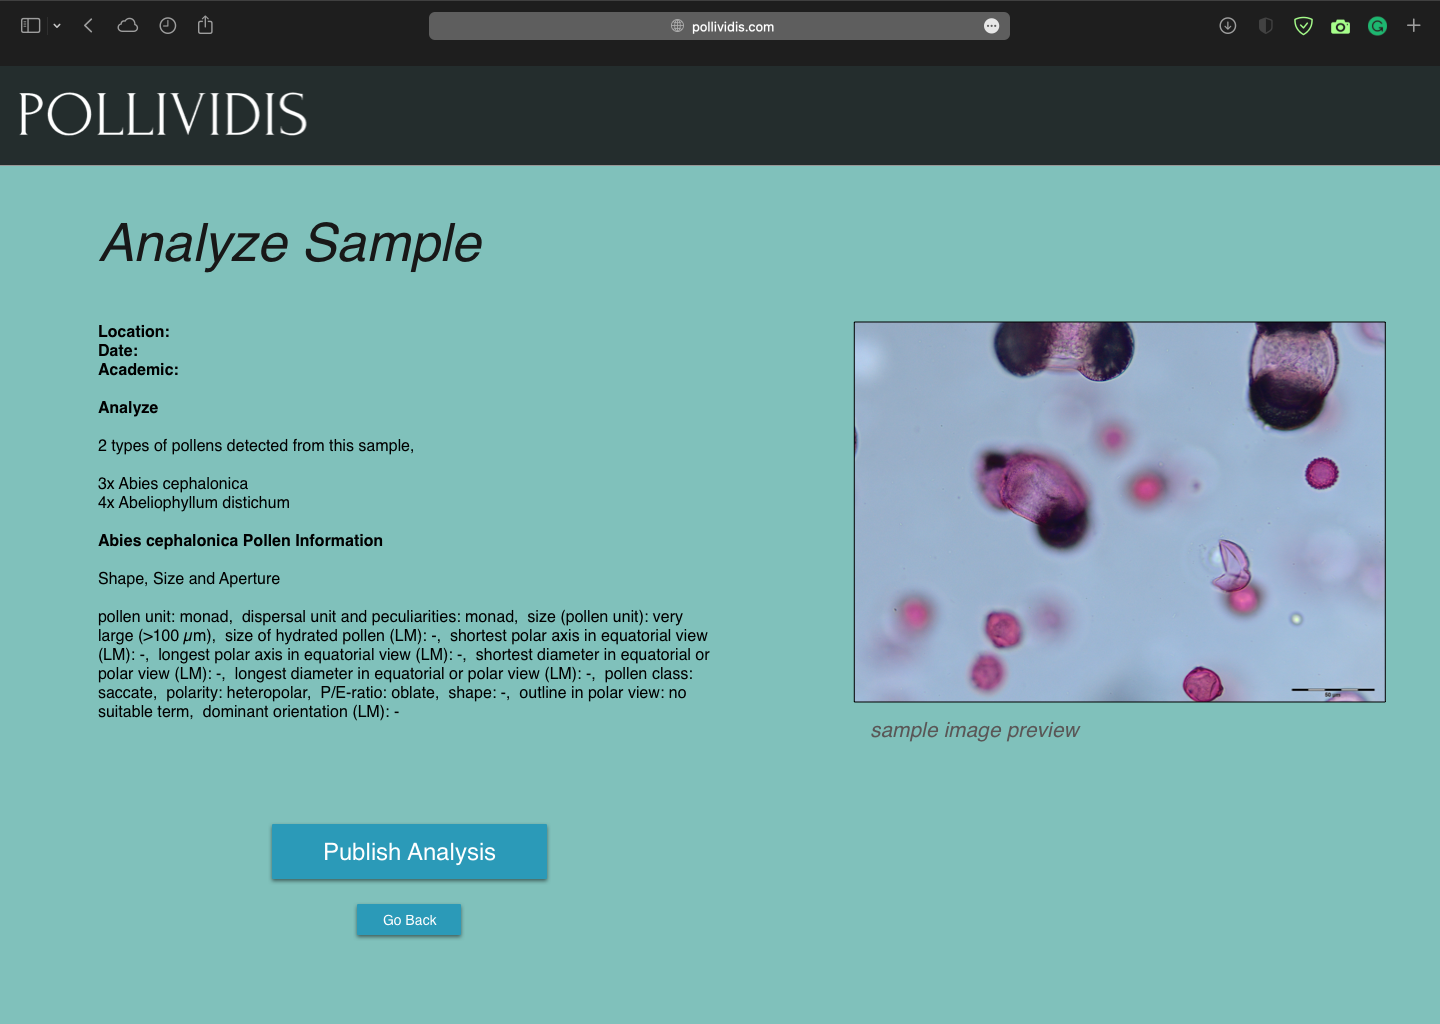 pollividis.com
POLLIVIDIS
Analyze Sample
Location:
Date:
Academic:
Analyze
2 types of pollens detected from this sample,
3x Abies cephalonica
4x Abeliophyllum distichum
Abies cephalonica Pollen Information
Shape, Size and Aperture
pollen unit: monad,  dispersal unit and peculiarities: monad,  size (pollen unit): very
large (>100 µm),  size of hydrated pollen (LM): -,  shortest polar axis in equatorial view
(LM): -,  longest polar axis in equatorial view (LM): -,  shortest diameter in equatorial or
polar view (LM): -,  longest diameter in equatorial or polar view (LM): -,  pollen class:
saccate,  polarity: heteropolar,  P/E-ratio: oblate,  shape: -,  outline in polar view: no
suitable term,  dominant orientation (LM): -
50 µm
sample image preview
Publish Analysis
Go Back